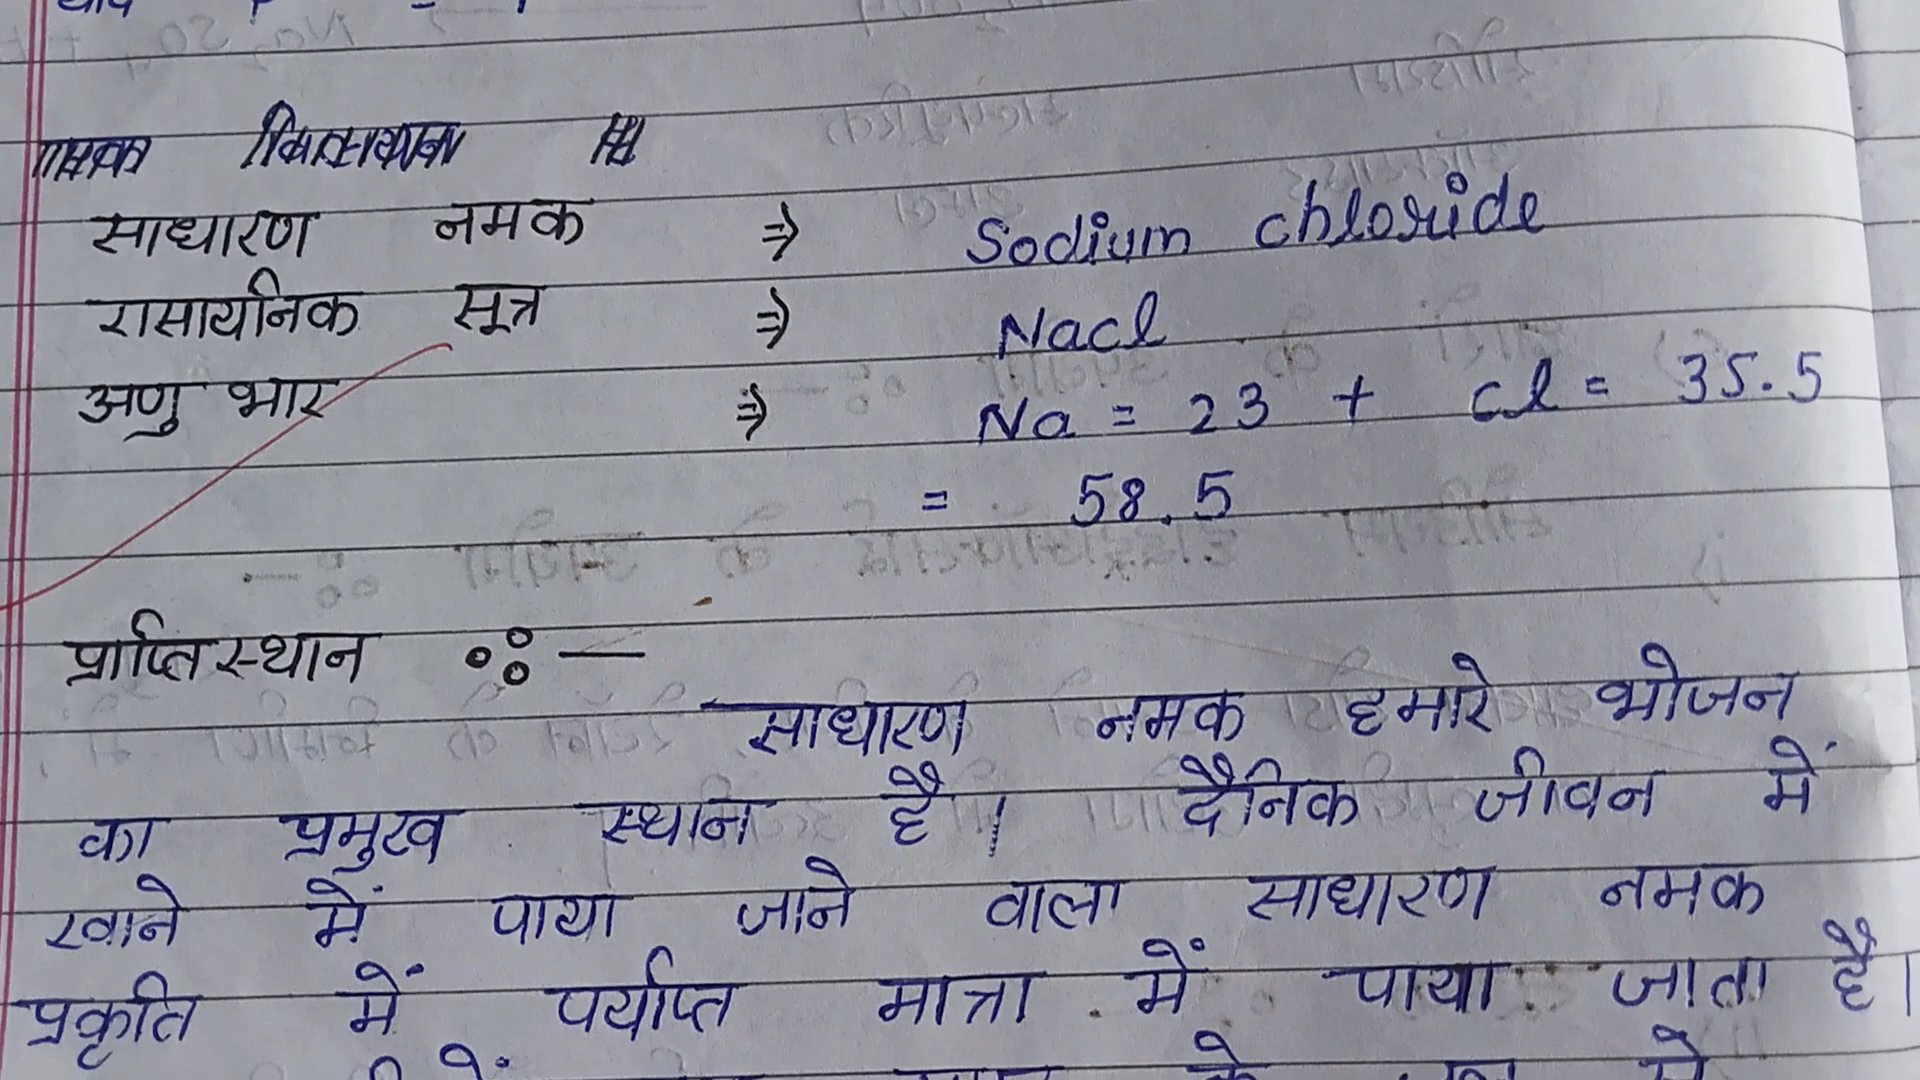 साधारण नमक ⇒ Sodium chloride
रासायनिक सूत्र ⇒ Nacl
अणु भार ⇒ Na = 23 + Cl = 35.5
= 58.5
प्राप्ति स्थान :-
साधारण नमक हमारे भोजन
का प्रमुख स्थान है। दैनिक जीवन में
खाने में पाया जाने वाला साधारण नमक
प्रकृति में पर्याप्त मात्रा में पाया जाता है।